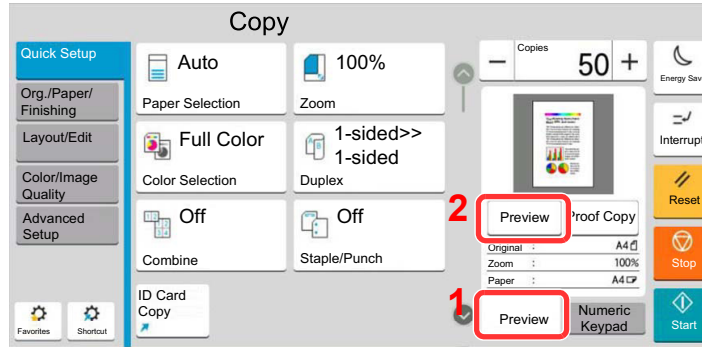 Copy
Quick Setup
Org./Paper/
Finishing
Layout/Edit
Color/Image
Quality
Advanced
Setup
Favorites
Shortcut
Auto
Paper Selection
100%
Zoom
Full Color
Color Selection
1-sided>>
1-sided
Duplex
Off
Combine
Off
Staple/Punch
ID Card
Copy
Copies
50
2
Preview
Proof Copy
Original : A4
Zoom : 100%
Paper : A4
1
Preview
Numeric
Keypad
Energy Sav
Interrupt
Reset
Stop
Start